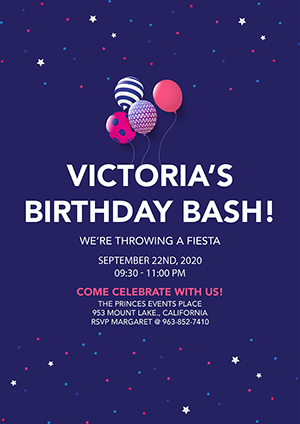 VICTORIA'S
BIRTHDAY BASH!
WE'RE THROWING A FIESTA
SEPTEMBER 22ND, 2020
09:30 - 11:00 PM
COME CELEBRATE WITH US!
THE PRINCES EVENTS PLACE
953 MOUNT LAKE., CALIFORNIA
RSVP MARGARET @ 963-852-7410